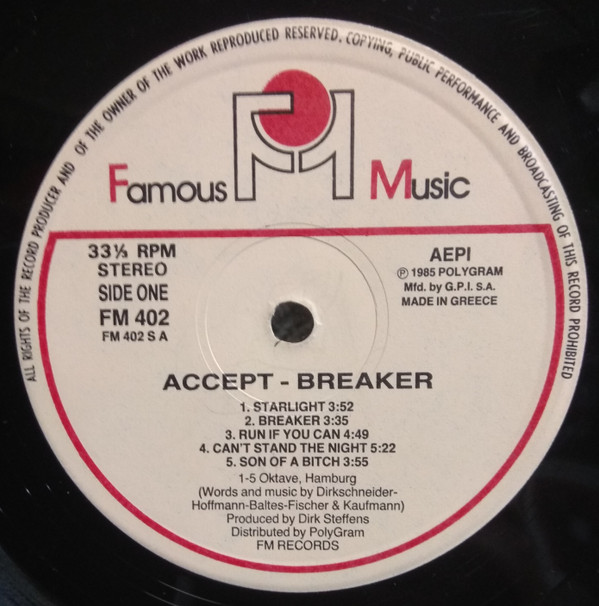 ALL RIGHTS OF THE RECORD PRODUCER AND OF THE OWNER OF THE WORK REPRODUCED RESERVED. COPYING, PUBLIC PERFORMANCE AND BROADCASTING OF THIS RECORD PROHIBITED
Famous Music
33⅓ RPM
STEREO
SIDE ONE
FM 402
FM 402 S A
AEPI
℗ 1985 POLYGRAM
Mfd. by G.P.I. S.A.
MADE IN GREECE
ACCEPT - BREAKER
1. STARLIGHT 3:52
2. BREAKER 3:35
3. RUN IF YOU CAN 4:49
4. CAN'T STAND THE NIGHT 5:22
5. SON OF A BITCH 3:55
1-5 Oktave, Hamburg
(Words and music by Dirkschneider-
Hoffmann-Baltes-Fischer & Kaufmann)
Produced by Dirk Steffens
Distributed by PolyGram
FM RECORDS